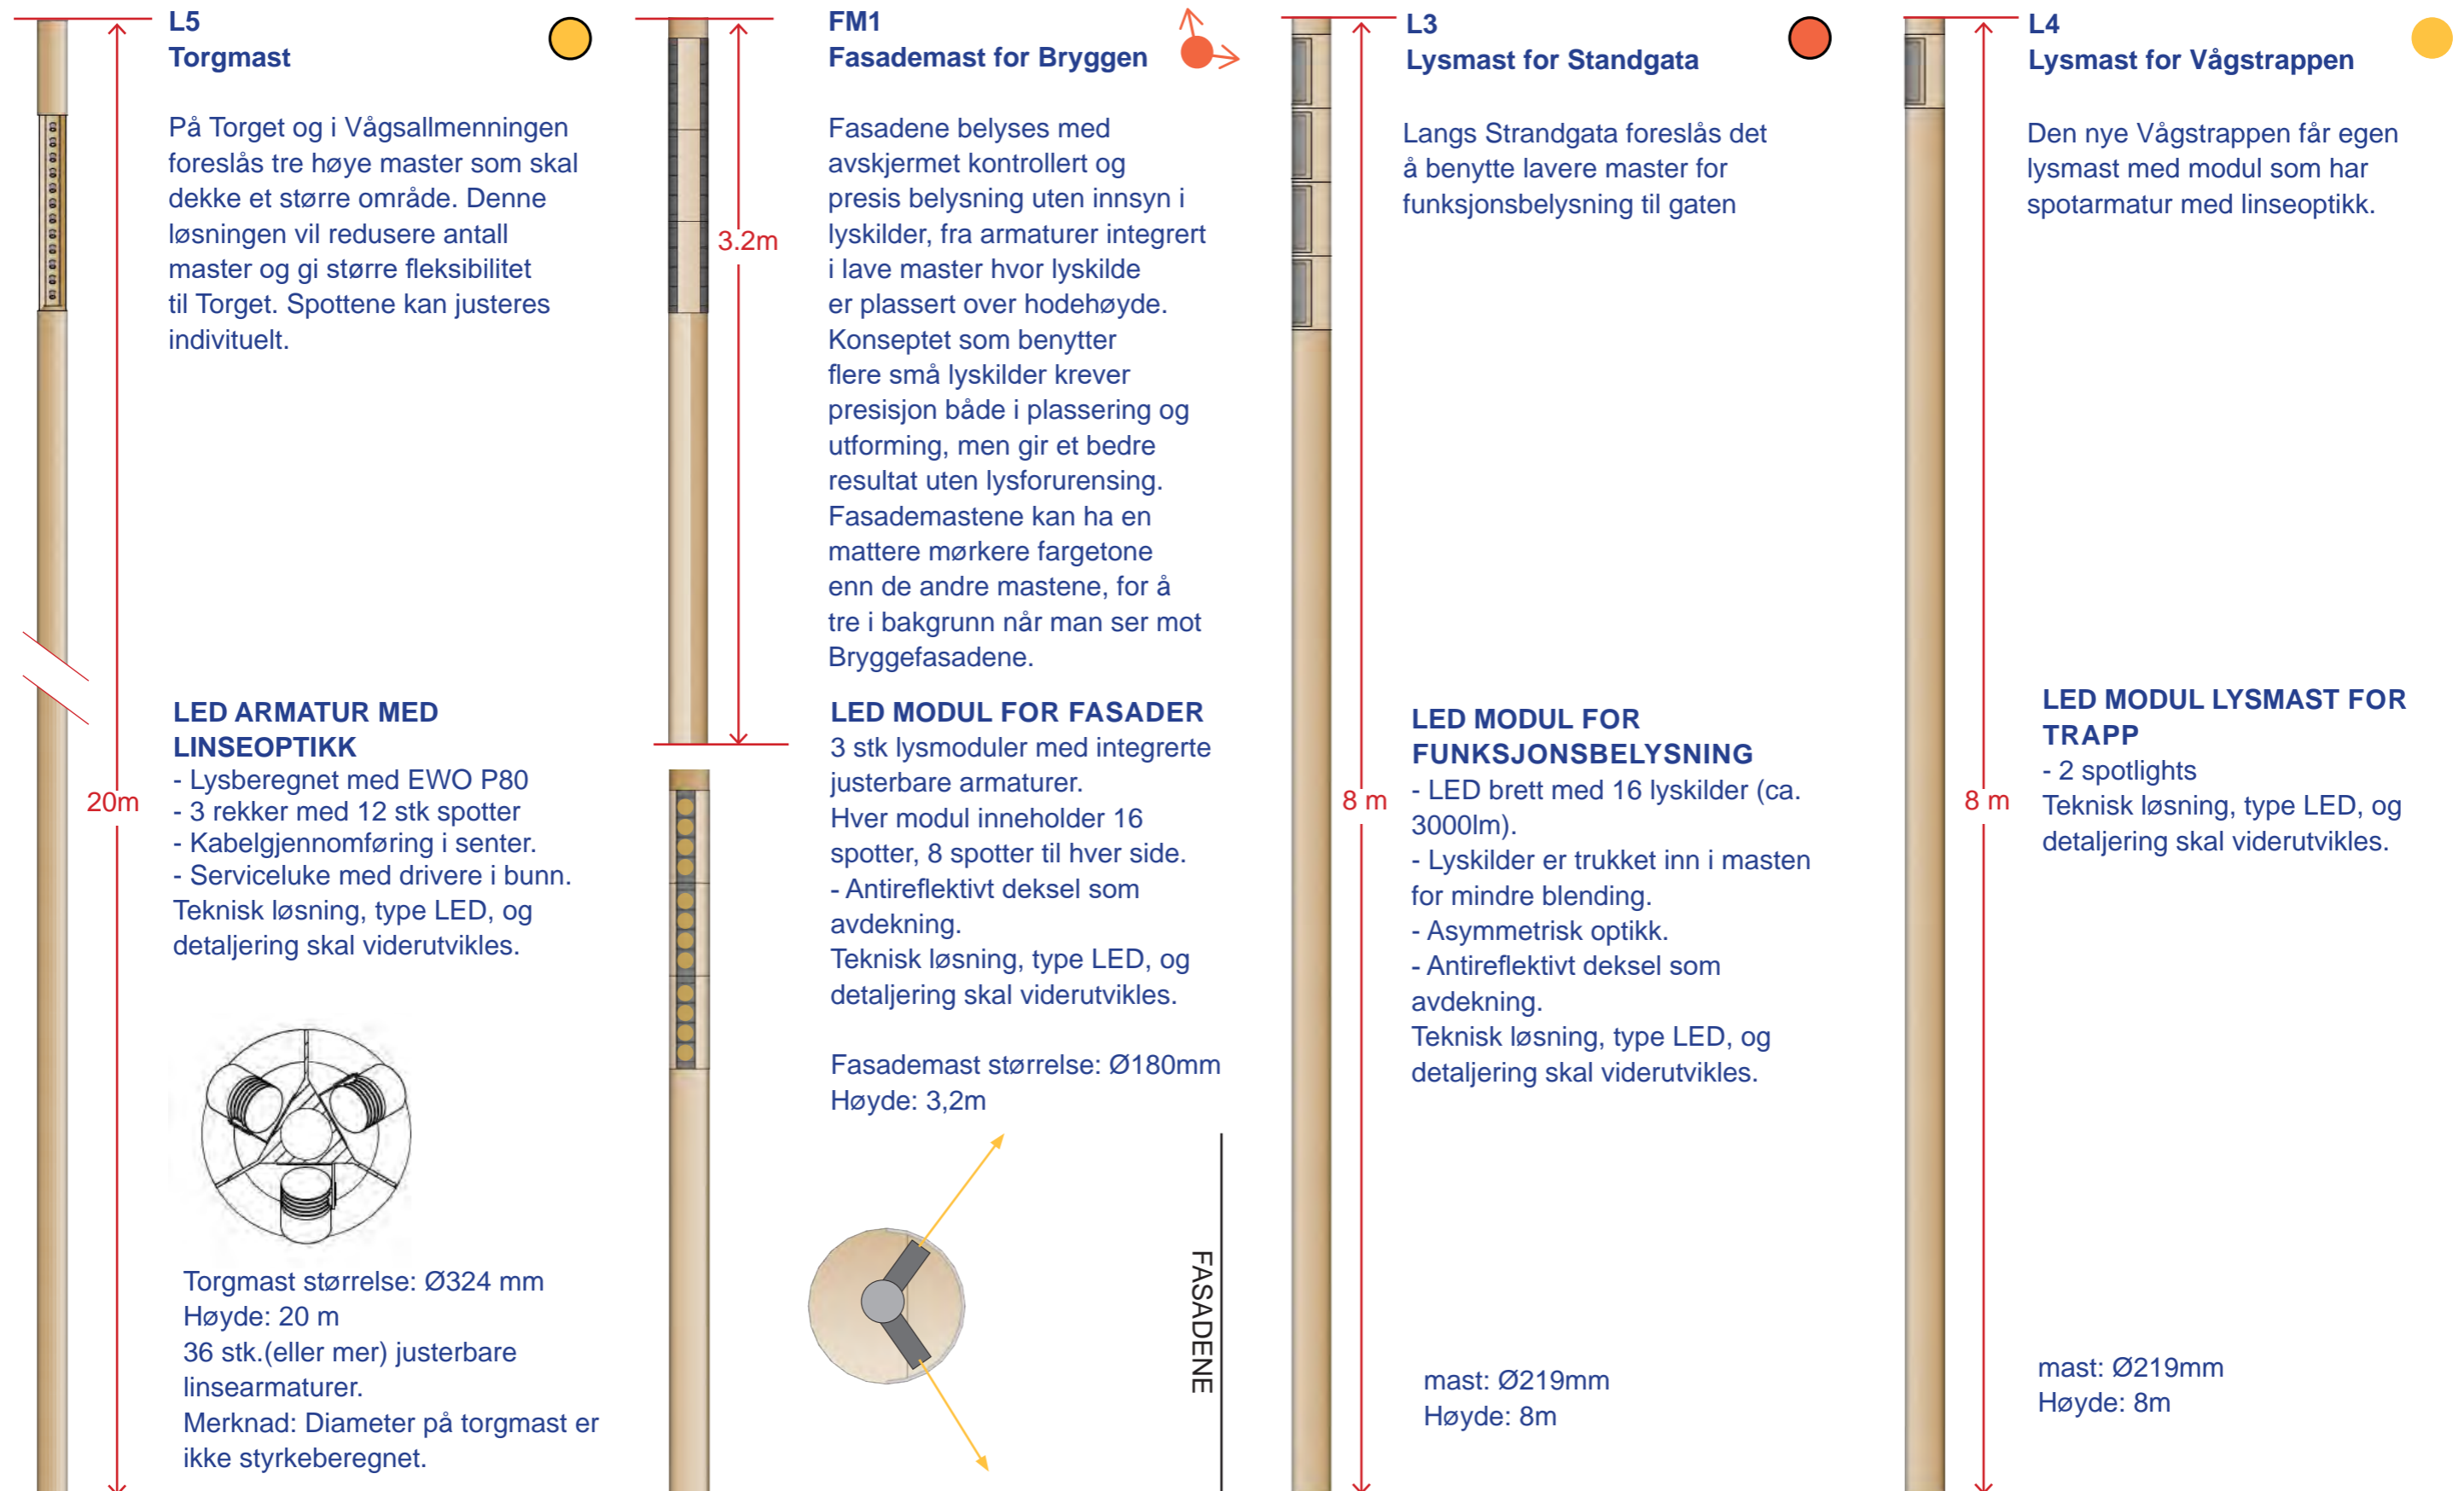 L5
Torgmast
På Torget og i Vågsallmenningen
foreslås tre høye master som skal
dekke et større område. Denne
løsningen vil redusere antall
master og gi større fleksibilitet
til Torget. Spottene kan justeres
indivituelt.
LED ARMATUR MED
LINSEOPTIKK
- Lysberegnet med EWO P80
- 3 rekker med 12 stk spotter
- Kabelgjennomføring i senter.
- Serviceluke med drivere i bunn.
Teknisk løsning, type LED, og
detaljering skal viderutvikles.
20m
Torgmast størrelse: Ø324 mm
Høyde: 20 m
36 stk.(eller mer) justerbare
linsearmaturer.
Merknad: Diameter på torgmast er
ikke styrkeberegnet.
FM1
Fasademast for Bryggen
Fasadene belyses med
avskjermet kontrollert og
presis belysning uten innsyn i
lyskilder, fra armaturer integrert
i lave master hvor lyskilde
er plassert over hodehøyde.
Konseptet som benytter
flere små lyskilder krever
presisjon både i plassering og
utforming, men gir et bedre
resultat uten lysforurensing.
Fasademastene kan ha en
mattere mørkere fargetone
enn de andre mastene, for å
tre i bakgrunn når man ser mot
Bryggefasadene.
3.2m
LED MODUL FOR FASADER
3 stk lysmoduler med integrerte
justerbare armaturer.
Hver modul inneholder 16
spotter, 8 spotter til hver side.
- Antireflektivt deksel som
avdekning.
Teknisk løsning, type LED, og
detaljering skal viderutvikles.
Fasademast størrelse: Ø180mm
Høyde: 3,2m
FASADENE
L3
Lysmast for Standgata
Langs Strandgata foreslås det
å benytte lavere master for
funksjonsbelysning til gaten
LED MODUL FOR
FUNKSJONSBELYSNING
- LED brett med 16 lyskilder (ca.
3000lm).
- Lyskilder er trukket inn i masten
for mindre blending.
- Asymmetrisk optikk.
- Antireflektivt deksel som
avdekning.
Teknisk løsning, type LED, og
detaljering skal viderutvikles.
8 m
mast: Ø219mm
Høyde: 8m
L4
Lysmast for Vågstrappen
Den nye Vågstrappen får egen
lysmast med modul som har
spotarmatur med linseoptikk.
LED MODUL LYSMAST FOR
TRAPP
- 2 spotlights
Teknisk løsning, type LED, og
detaljering skal viderutvikles.
8 m
mast: Ø219mm
Høyde: 8m